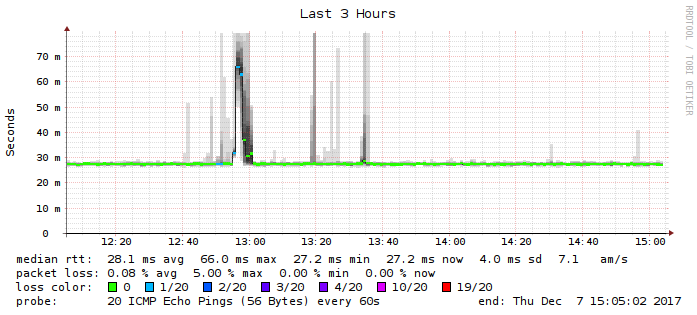 Last 3 Hours
RRDTOOL / TOBI OETIKER
Seconds
70 m
60 m
50 m
40 m
30 m
20 m
10 m
0
12:20 12:40 13:00 13:20 13:40 14:00 14:20 14:40 15:00
median rtt: 28.1 ms avg 66.0 ms max 27.2 ms min 27.2 ms now 4.0 ms sd 7.1 am/s
packet loss: 0.08 % avg 5.00 % max 0.00 % min 0.00 % now
loss color: 0 1/20 2/20 3/20 4/20 10/20 19/20
probe: 20 ICMP Echo Pings (56 Bytes) every 60s end: Thu Dec 7 15:05:02 2017